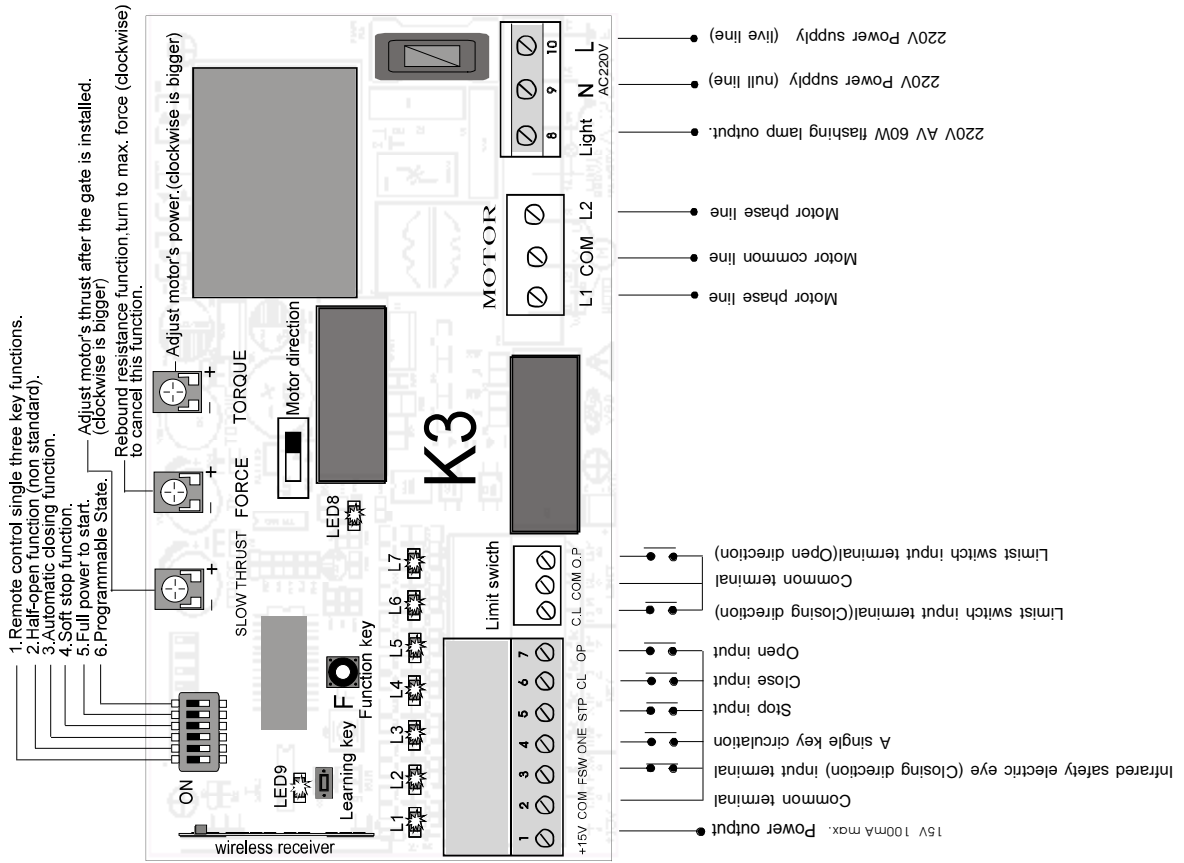 1.Remote control single three key functions.
2.Half-open function (non standard).
3.Automatic closing function.
4.Soft stop function.
5.Full power to start.
6.Programmable State.
Adjust motor's thrust after the gate is installed.
(clockwise is bigger)
Rebound resistance function,turn to max. force (clockwise)
to cancel this function.
Adjust motor's power.(clockwise is bigger)
ON
SLOW THRUST
FORCE
TORQUE
- +
- +
- +
Motor direction
LED8
LED9
Learning key
F
Function key
wireless receiver
K3
L1
L2
L3
L4
L5
L6
L7
Limit swicth
C.L COM O.P
MOTOR
L1 COM L2
1 2 3 4 5 6 7
+15V COM FSW ONE STP CL OP
8 9 10
Light N L
AC220V
220V Power supply (live line)
220V Power supply (null line)
220V AV 60W flashing lamp output.
Motor phase line
Motor common line
Motor phase line
Limist switch input terminal(Open direction)
Common terminal
Limist switch input terminal(Closing direction)
Open input
Close input
Stop input
A single key circulation
Infrared safety electric eye (Closing direction) input terminal
Common terminal
15V 100mA max. Power output